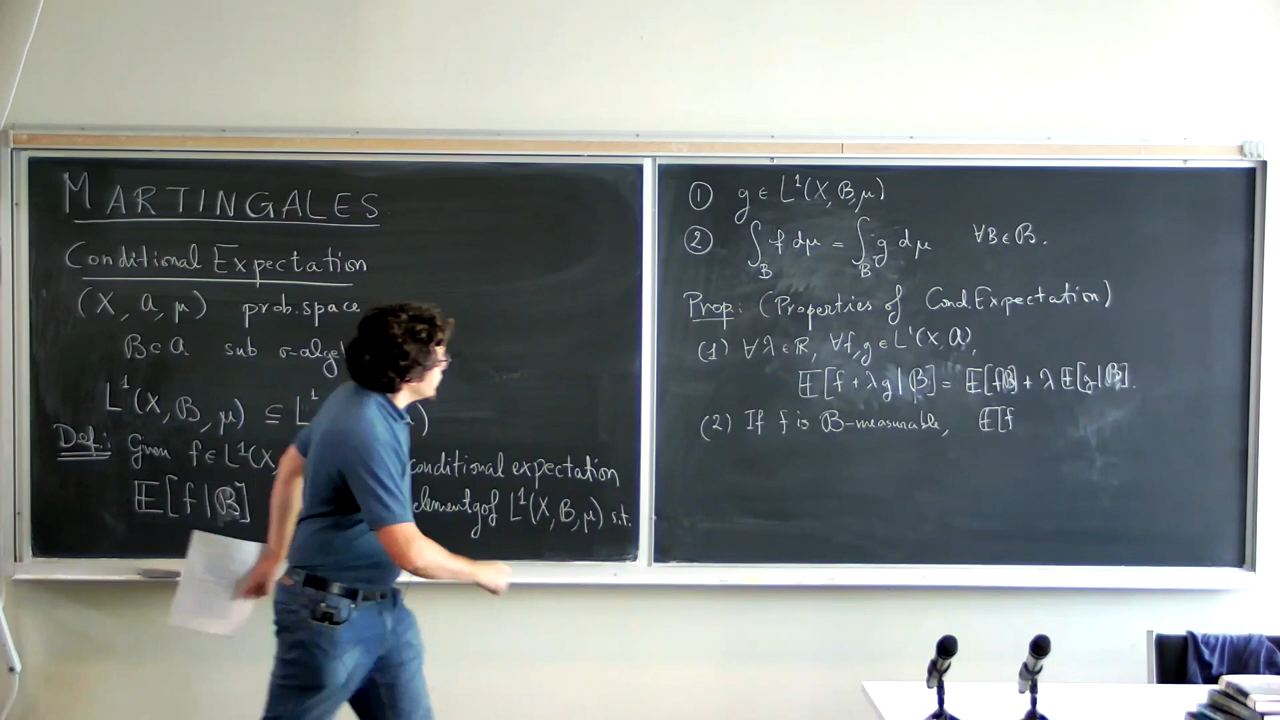 MARTINGALES
Conditional Expectation
(X, a, μ) prob. space
B ⊂ a sub σ-alge
L¹(X, B, μ) ⊆ L¹ )
Def: Given f ∈ L¹(X, conditional expectation
𝔼[f | B] element g of L¹(X, B, μ) s.t.
① g ∈ L¹(X, B, μ)
② ∫_B f dμ = ∫_B g dμ ∀B ∈ B.
Prop: (Properties of Cond. Expectation)
(1) ∀λ ∈ ℝ, ∀f, g ∈ L¹(X, a),
𝔼[f + λg | B] = 𝔼[f|B] + λ 𝔼[g | B].
(2) If f is B-measurable, 𝔼[f